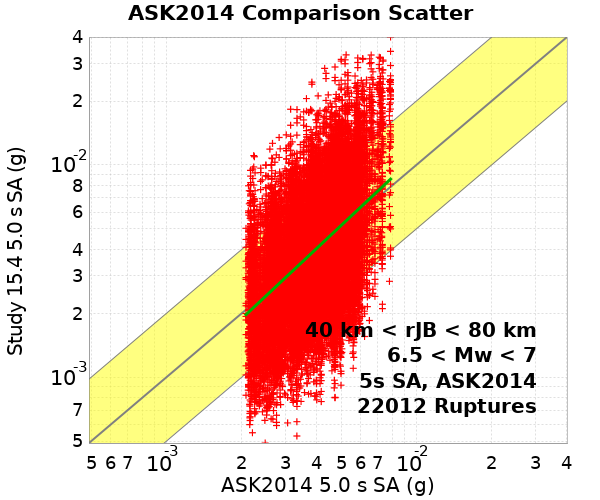 ASK2014 Comparison Scatter
Study 15.4 5.0 s SA (g)
4
3
2
10^-2
8
6
4
3
2
10^-3
7
5
40 km < rJB < 80 km
6.5 < Mw < 7
5s SA, ASK2014
22012 Ruptures
5 6 7 10^-3 2 3 4 5 6 7 10^-2 2 3 4
ASK2014 5.0 s SA (g)